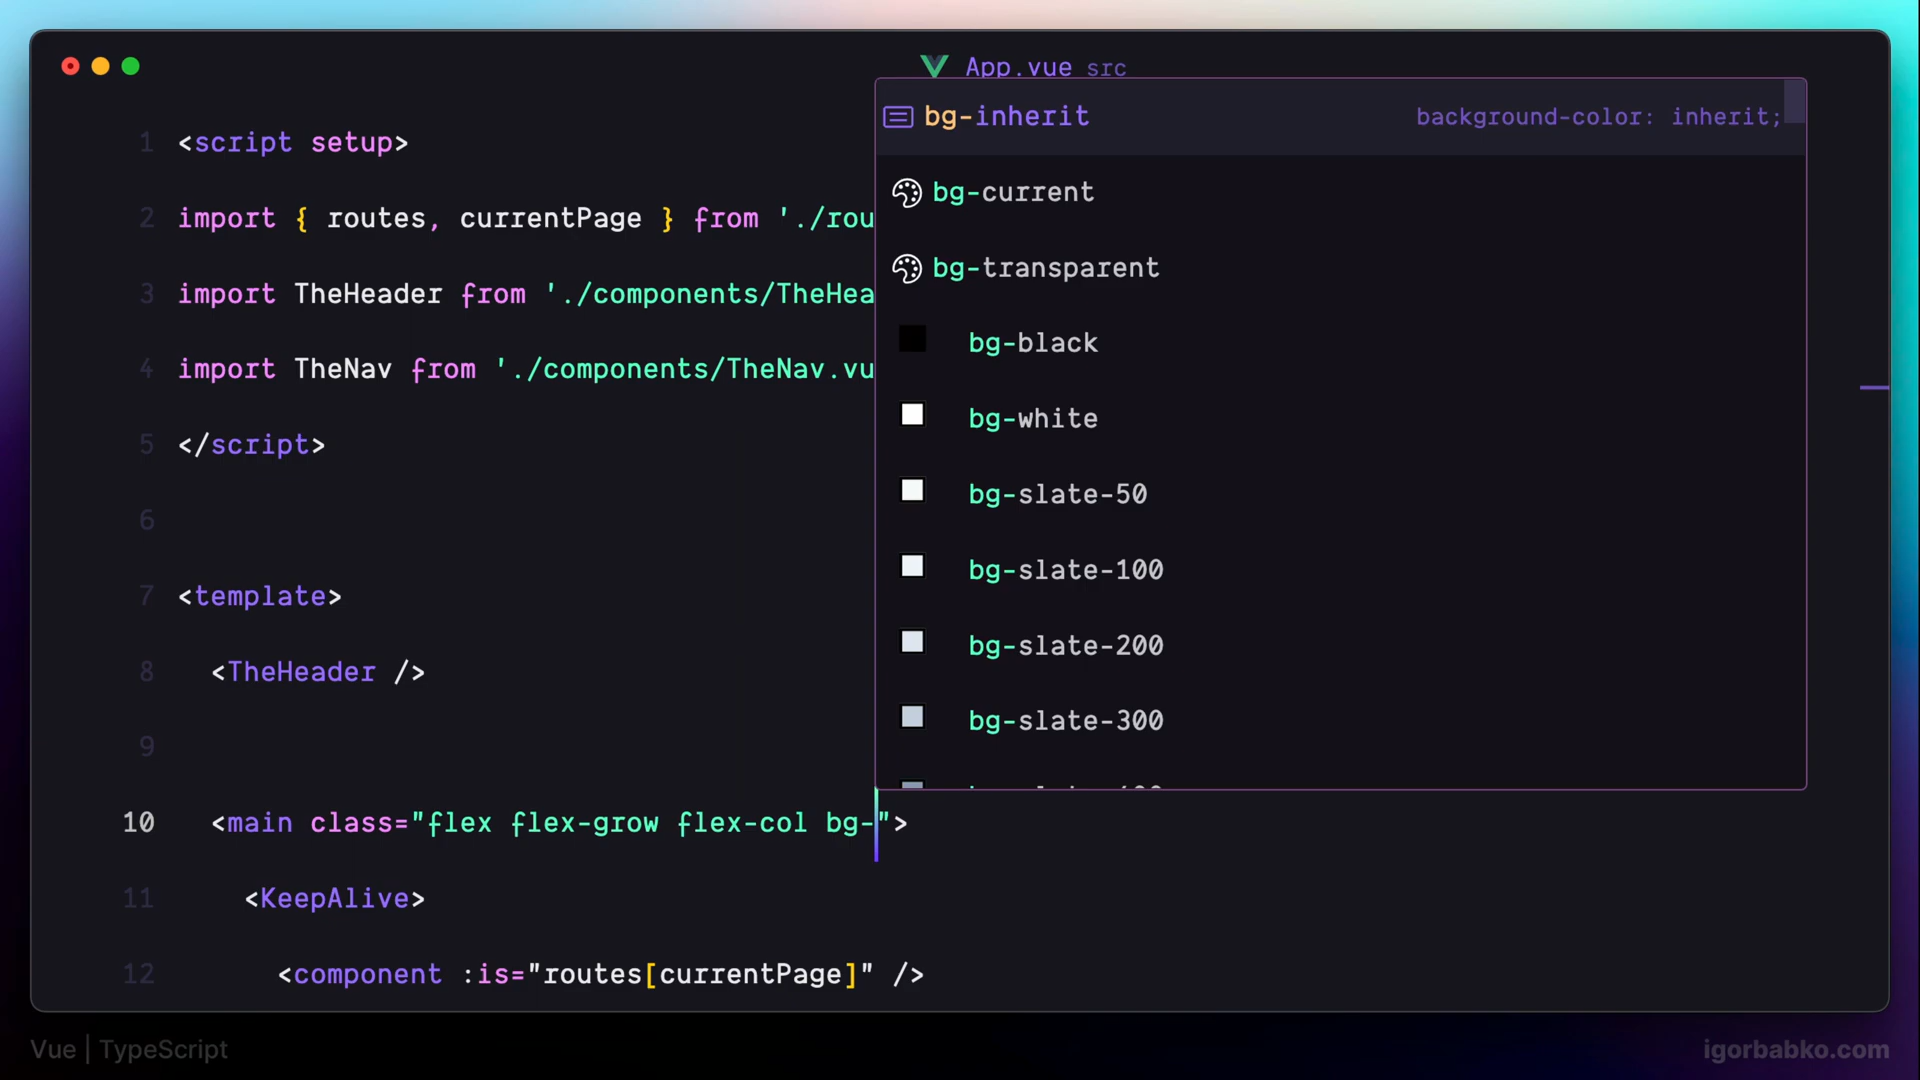 App.vue src
1 <script setup>
2 import { routes, currentPage } from './rou
3 import TheHeader from './components/TheHea
4 import TheNav from './components/TheNav.vu
5 </script>
6
7 <template>
8 <TheHeader />
9
10 <main class="flex flex-grow flex-col bg-">
11 <KeepAlive>
12 <component :is="routes[currentPage]" />
bg-inherit background-color: inherit;
bg-current
bg-transparent
bg-black
bg-white
bg-slate-50
bg-slate-100
bg-slate-200
bg-slate-300
Vue | TypeScript
igorbabko.com